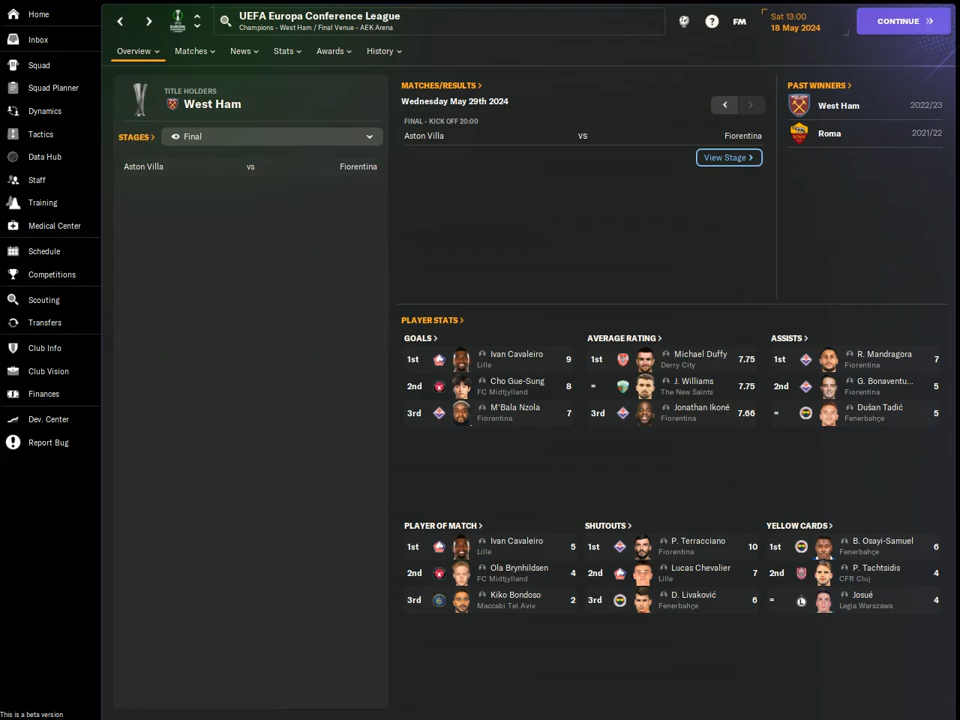 Home
Inbox
Squad
Squad Planner
Dynamics
Tactics
Data Hub
Staff
Training
Medical Center
Schedule
Competitions
Scouting
Transfers
Club Info
Club Vision
Finances
Dev. Center
Report Bug
This is a beta version
UEFA Europa Conference League
Champions - West Ham / Final Venue - AEK Arena
FM
Sat 13:00
18 May 2024
CONTINUE
Overview Matches News Stats Awards History
TITLE HOLDERS
West Ham
STAGES
Final
Aston Villa vs Fiorentina
MATCHES/RESULTS
Wednesday May 29th 2024
FINAL - KICK OFF 20:00
Aston Villa vs Fiorentina
View Stage
PAST WINNERS
West Ham 2022/23
Roma 2021/22
PLAYER STATS
GOALS
1st Ivan Cavaleiro 9
Lille
2nd Cho Gue-Sung 8
FC Midtjylland
3rd M'Bala Nzola 7
Fiorentina
AVERAGE RATING
1st Michael Duffy 7.75
Derry City
= J. Williams 7.75
The New Saints
3rd Jonathan Ikoné 7.66
Fiorentina
ASSISTS
1st R. Mandragora 7
Fiorentina
2nd G. Bonaventu... 5
Fiorentina
= Dušan Tadić 5
Fenerbahçe
PLAYER OF MATCH
1st Ivan Cavaleiro 5
Lille
2nd Ola Brynhildsen 4
FC Midtjylland
3rd Kiko Bondoso 2
Maccabi Tel Aviv
SHUTOUTS
1st P. Terracciano 10
Fiorentina
2nd Lucas Chevalier 7
Lille
3rd D. Livaković 6
Fenerbahçe
YELLOW CARDS
1st B. Osayi-Samuel 6
Fenerbahçe
2nd P. Tachtsidis 4
CFR Cluj
= Josué 4
Legia Warszawa